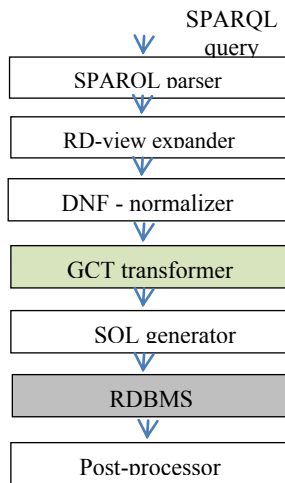 SPARQL
query
SPARQL parser
RD-view expander
DNF - normalizer
GCT transformer
SQL generator
RDBMS
Post-processor